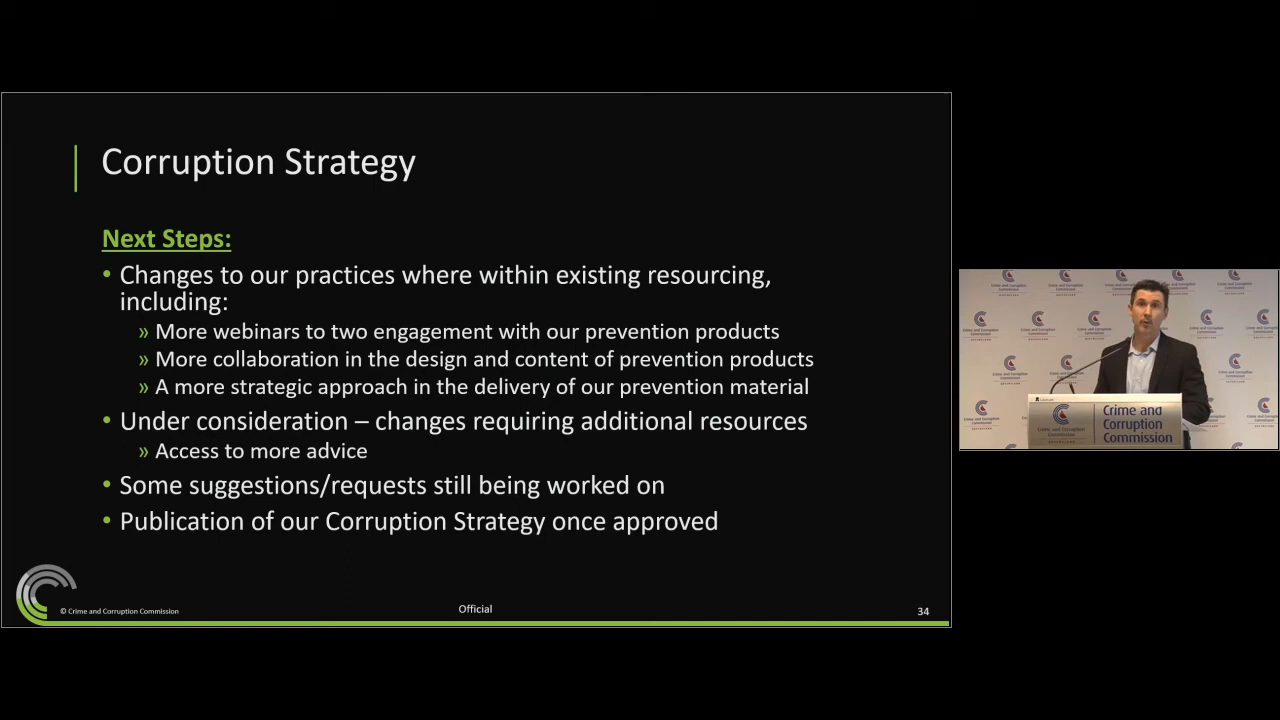 Corruption Strategy
Next Steps:
• Changes to our practices where within existing resourcing,
including:
» More webinars to two engagement with our prevention products
» More collaboration in the design and content of prevention products
» A more strategic approach in the delivery of our prevention material
• Under consideration – changes requiring additional resources
» Access to more advice
• Some suggestions/requests still being worked on
• Publication of our Corruption Strategy once approved
© Crime and Corruption Commission
Official
34
Crime and
Corruption
Commission